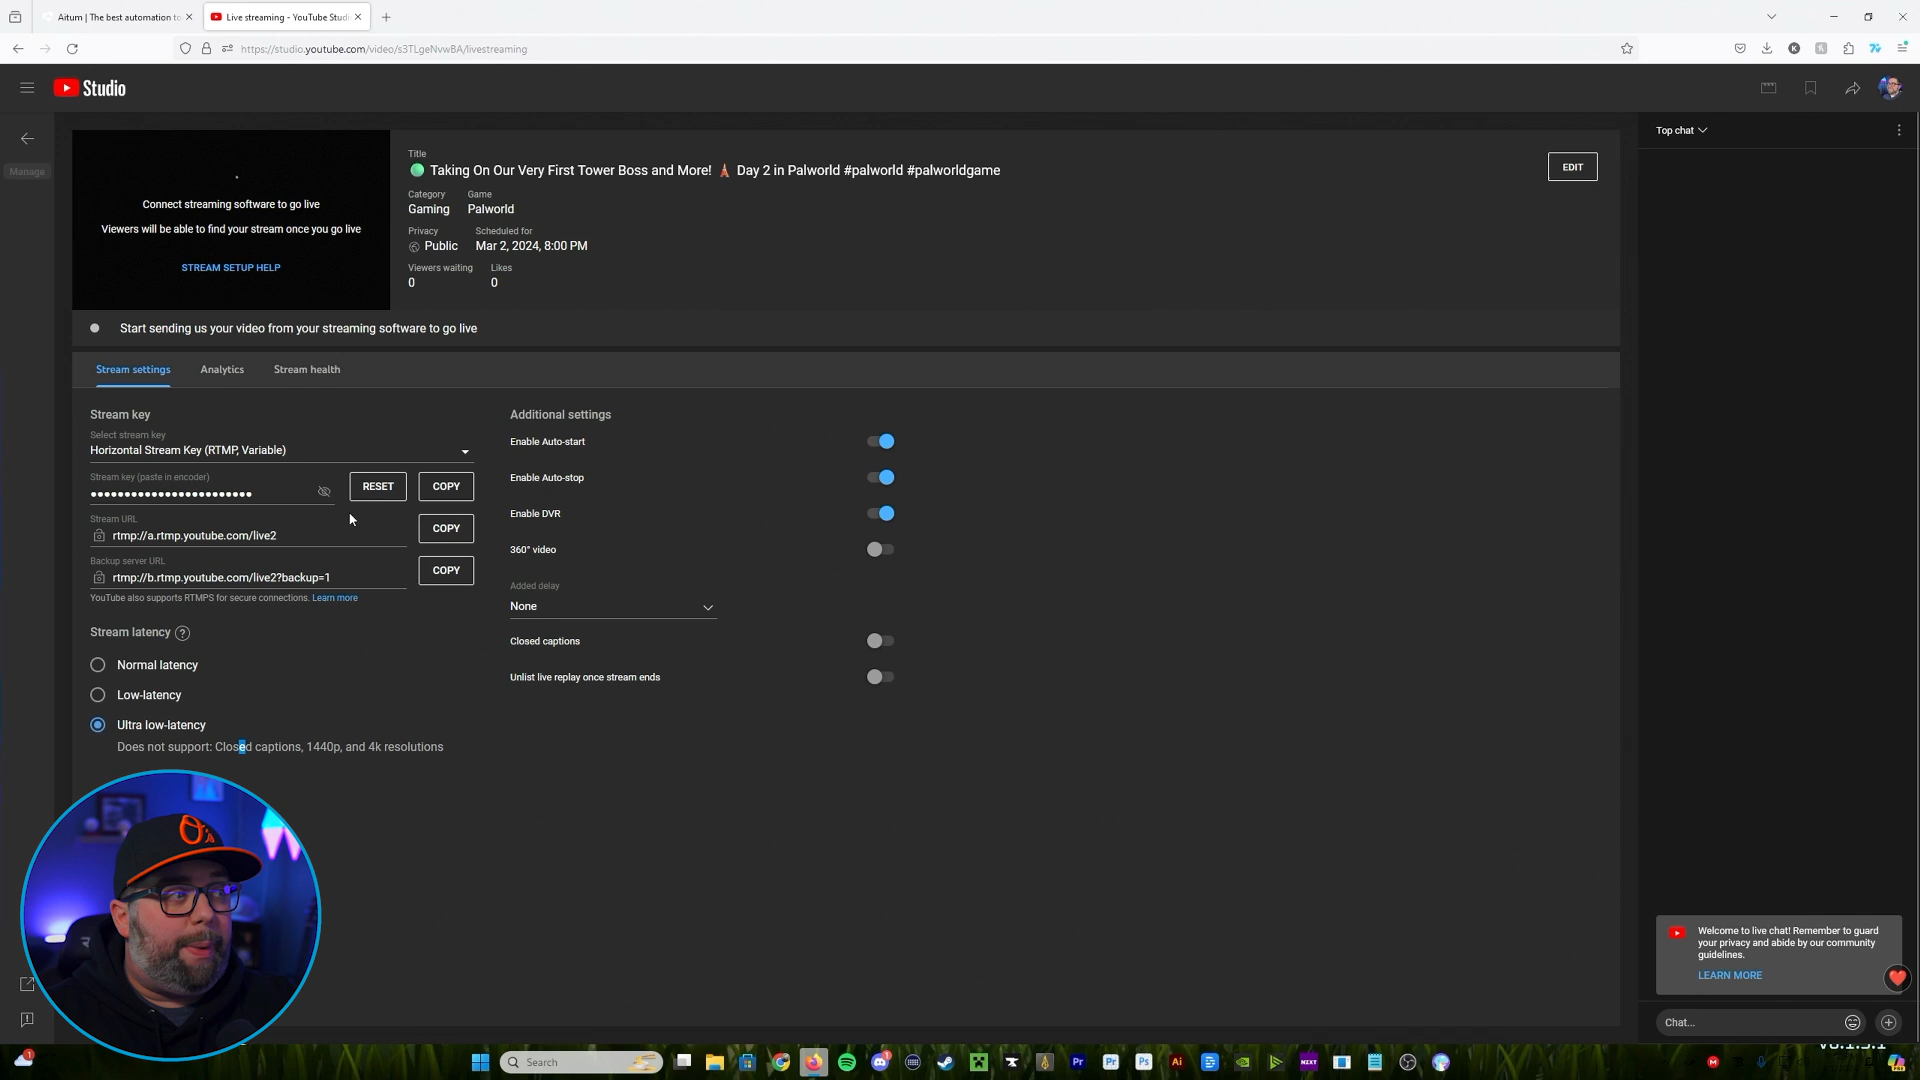 Aitum | The best automation to
Live streaming - YouTube Studi
https://studio.youtube.com/video/s3TLgeNvwBA/livestreaming
Studio
Manage
Connect streaming software to go live
Viewers will be able to find your stream once you go live
STREAM SETUP HELP
Title
Taking On Our Very First Tower Boss and More! 🗼 Day 2 in Palworld #palworld #palworldgame
EDIT
Category Game
Gaming Palworld
Privacy Scheduled for
Public Mar 2, 2024, 8:00 PM
Viewers waiting Likes
0 0
Start sending us your video from your streaming software to go live
Stream settings Analytics Stream health
Stream key
Select stream key
Horizontal Stream Key (RTMP, Variable)
Stream key (paste in encoder)
••••••••••••••••••••••••
RESET COPY
Stream URL
rtmp://a.rtmp.youtube.com/live2
COPY
Backup server URL
rtmp://b.rtmp.youtube.com/live2?backup=1
COPY
YouTube also supports RTMPS for secure connections. Learn more
Stream latency ?
Normal latency
Low-latency
Ultra low-latency
Does not support: Closed captions, 1440p, and 4k resolutions
Additional settings
Enable Auto-start
Enable Auto-stop
Enable DVR
360° video
Added delay
None
Closed captions
Unlist live replay once stream ends
Top chat
Welcome to live chat! Remember to guard
your privacy and abide by our community
guidelines.
LEARN MORE
Chat...
O's
1
Search
1
Pr
Pr
Ps
Ai
NZXT